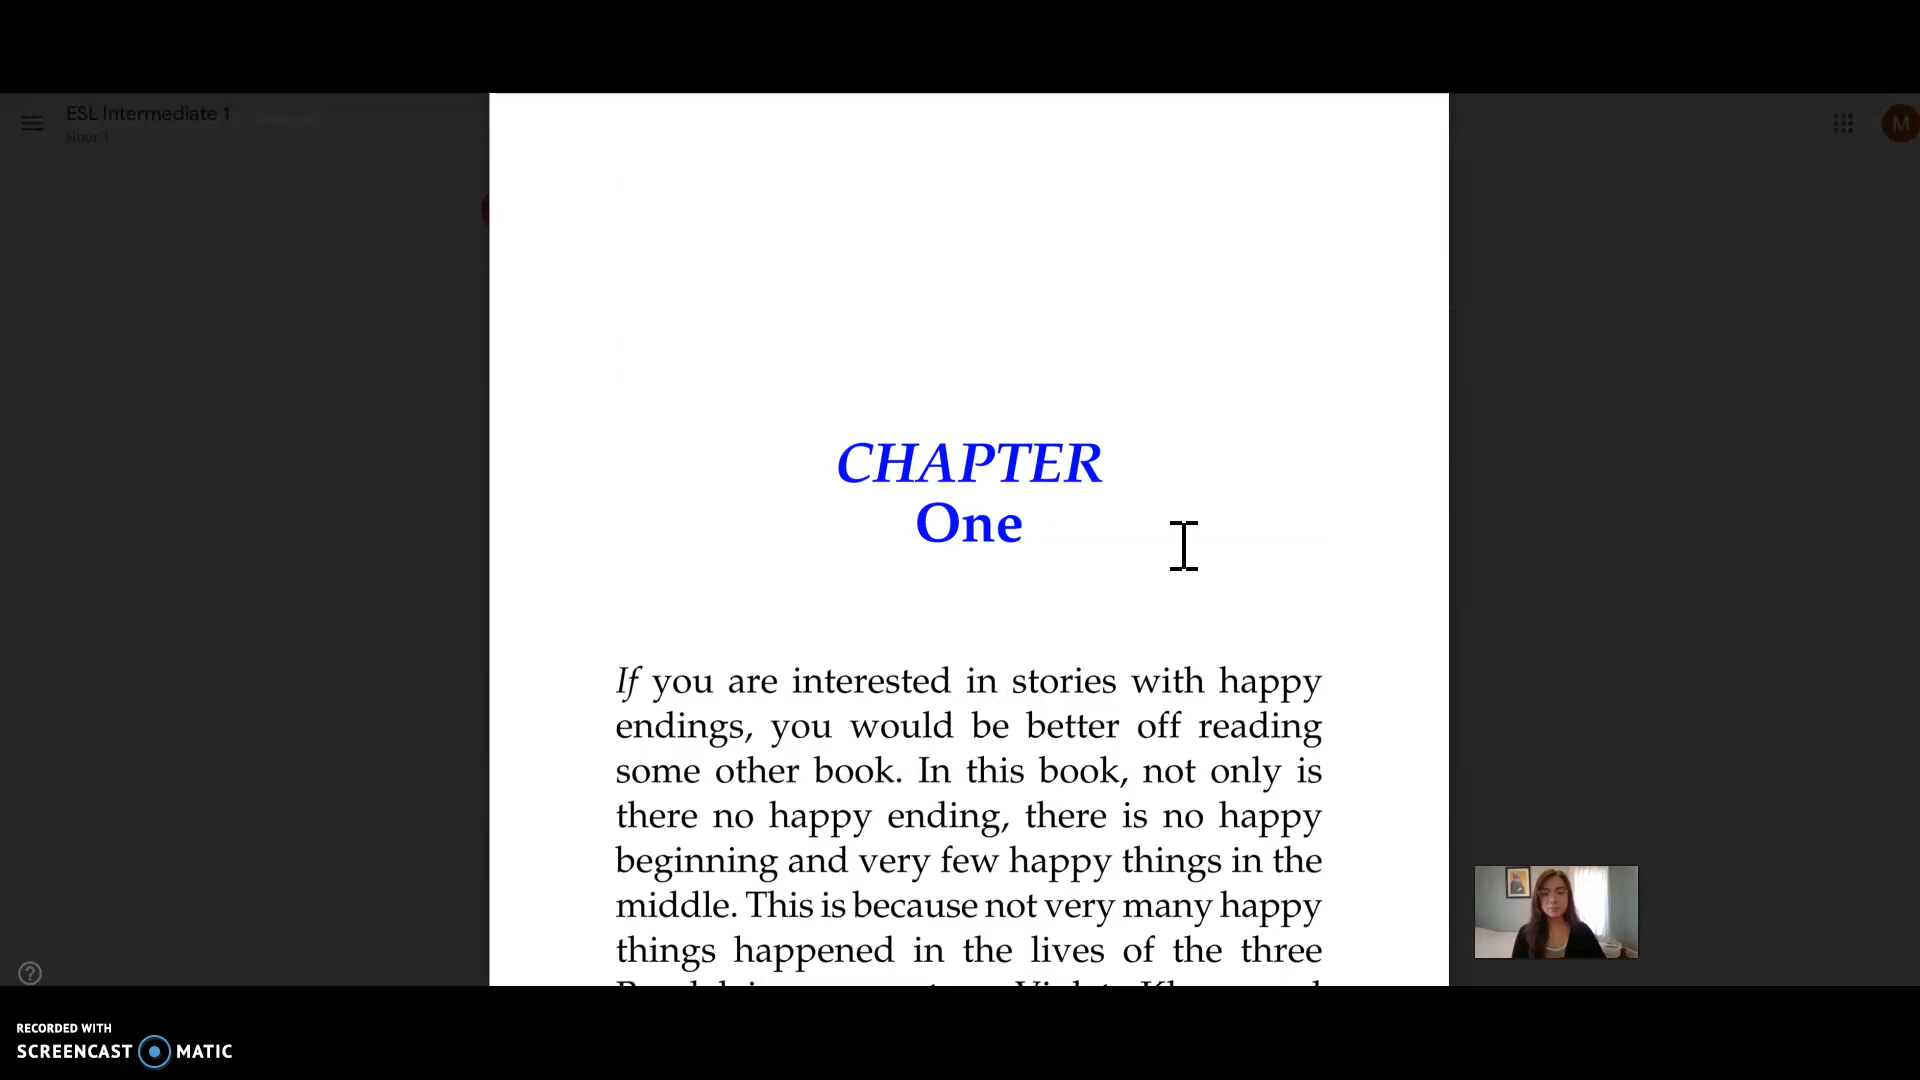 ESL Intermediate 1
Hour 1
M
CHAPTER
One
If you are interested in stories with happy
endings, you would be better off reading
some other book. In this book, not only is
there no happy ending, there is no happy
beginning and very few happy things in the
middle. This is because not very many happy
things happened in the lives of the three
?
RECORDED WITH
SCREENCAST MATIC